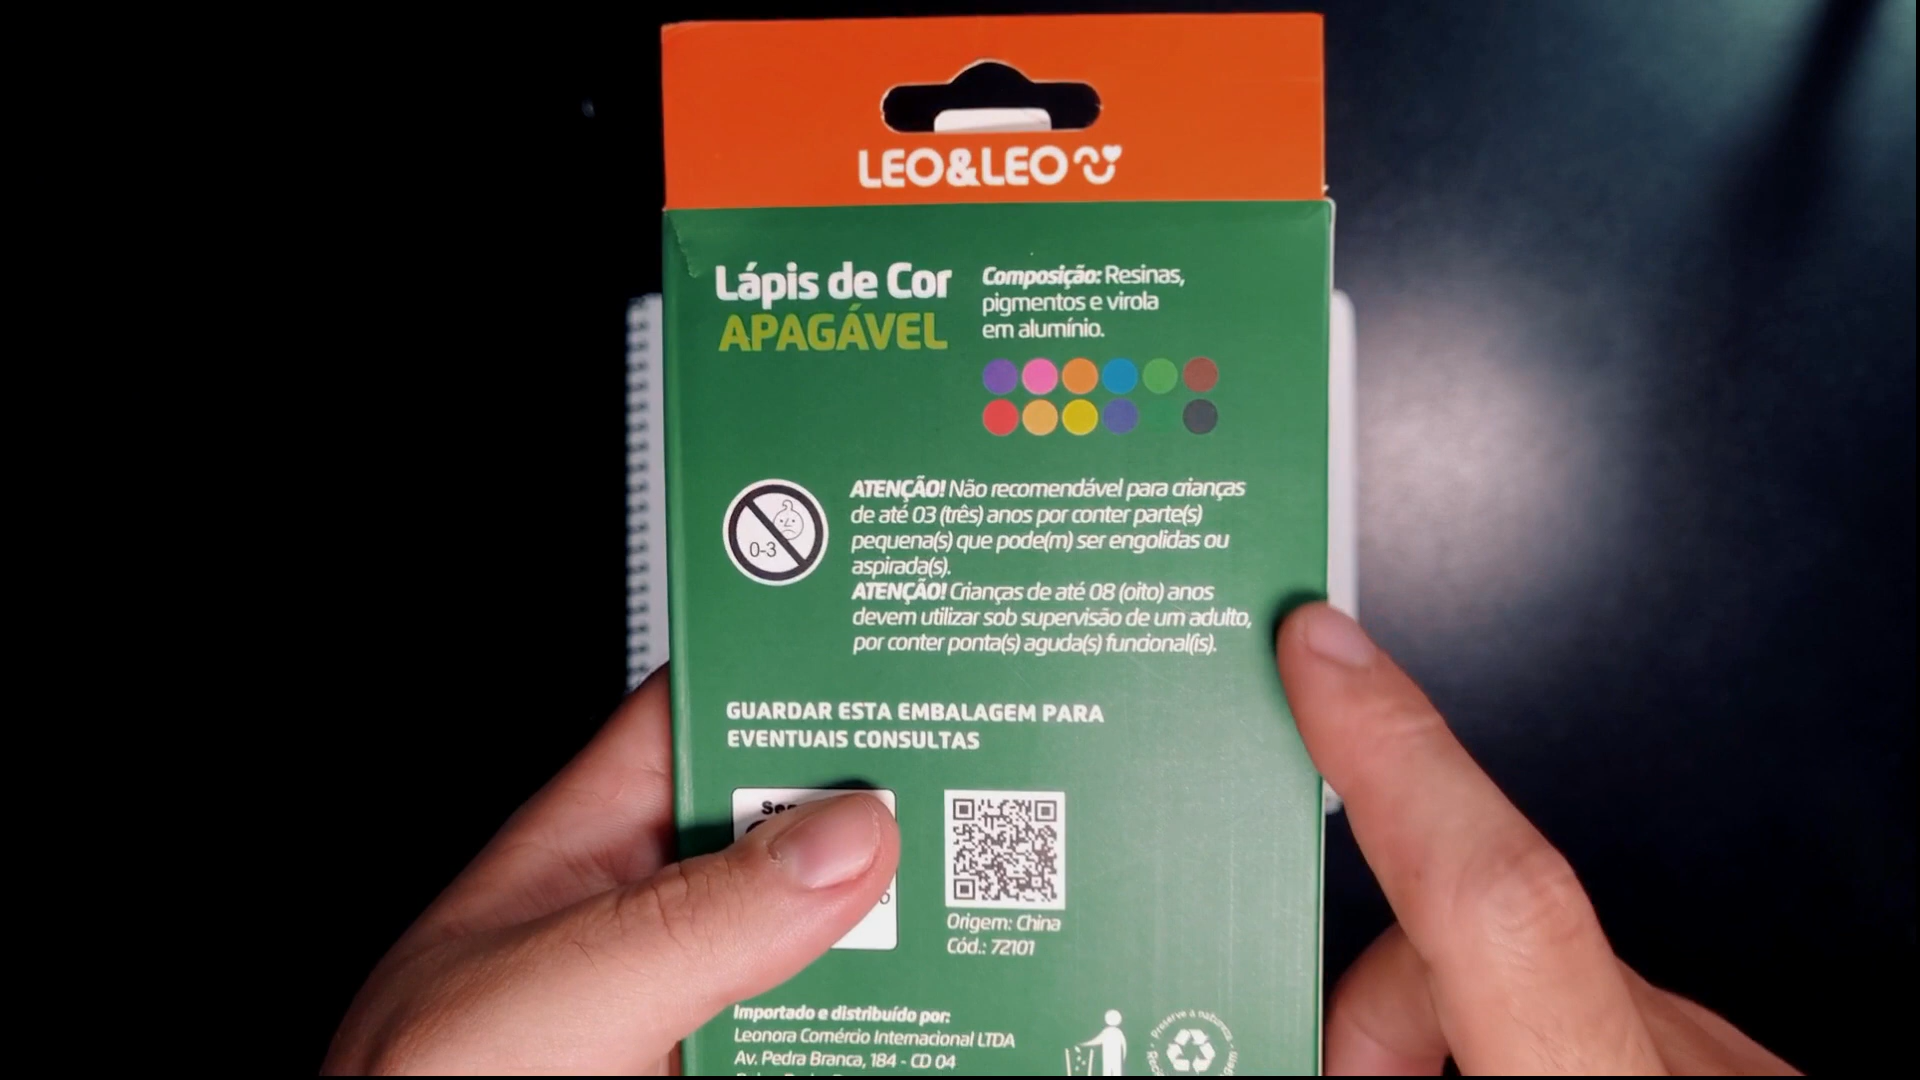 LEO&LEO
Lápis de Cor
APAGÁVEL
Composição: Resinas,
pigmentos e virola
em alumínio.
0-3
ATENÇÃO! Não recomendável para crianças
de até 03 (três) anos por conter parte(s)
pequena(s) que pode(m) ser engolidas ou
aspirada(s).
ATENÇÃO! Crianças de até 08 (oito) anos
devem utilizar sob supervisão de um adulto,
por conter ponta(s) aguda(s) funcional(is).
GUARDAR ESTA EMBALAGEM PARA
EVENTUAIS CONSULTAS
Origem: China
Cód.: 72101
Importado e distribuído por:
Leonora Comércio Internacional LTDA
Av. Pedra Branca, 184 - CD 04
Preserve a natureza